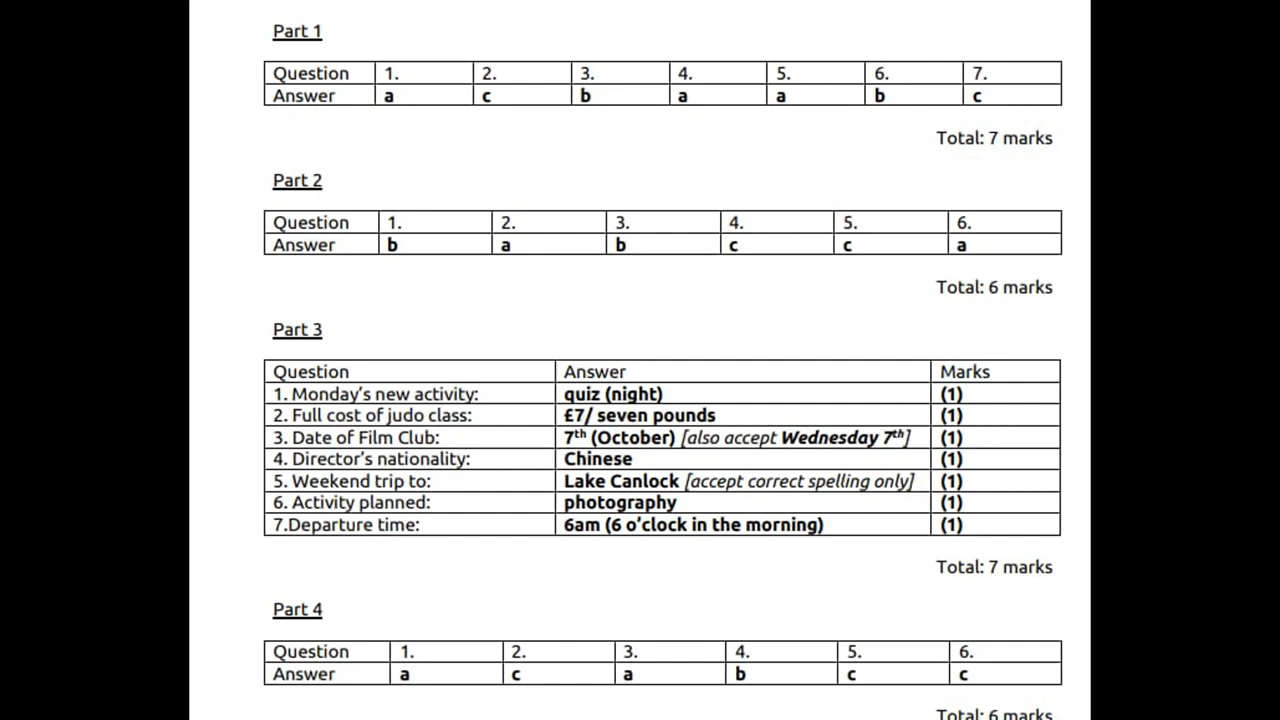 Part 1
Question 1. 2. 3. 4. 5. 6. 7.
Answer a c b a a b c
Total: 7 marks
Part 2
Question 1. 2. 3. 4. 5. 6.
Answer b a b c c a
Total: 6 marks
Part 3
Question Answer Marks
1. Monday's new activity: quiz (night) (1)
2. Full cost of judo class: £7/ seven pounds (1)
3. Date of Film Club: 7th (October) [also accept Wednesday 7th] (1)
4. Director's nationality: Chinese (1)
5. Weekend trip to: Lake Canlock [accept correct spelling only] (1)
6. Activity planned: photography (1)
7.Departure time: 6am (6 o'clock in the morning) (1)
Total: 7 marks
Part 4
Question 1. 2. 3. 4. 5. 6.
Answer a c a b c c
Total: 6 marks